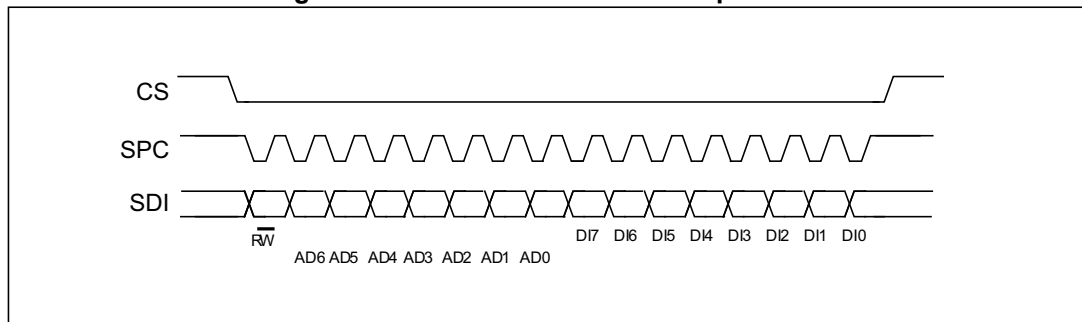 CS
SPC
SDI
RW
DI7 DI6 DI5 DI4 DI3 DI2 DI1 DI0
AD6 AD5 AD4 AD3 AD2 AD1 AD0